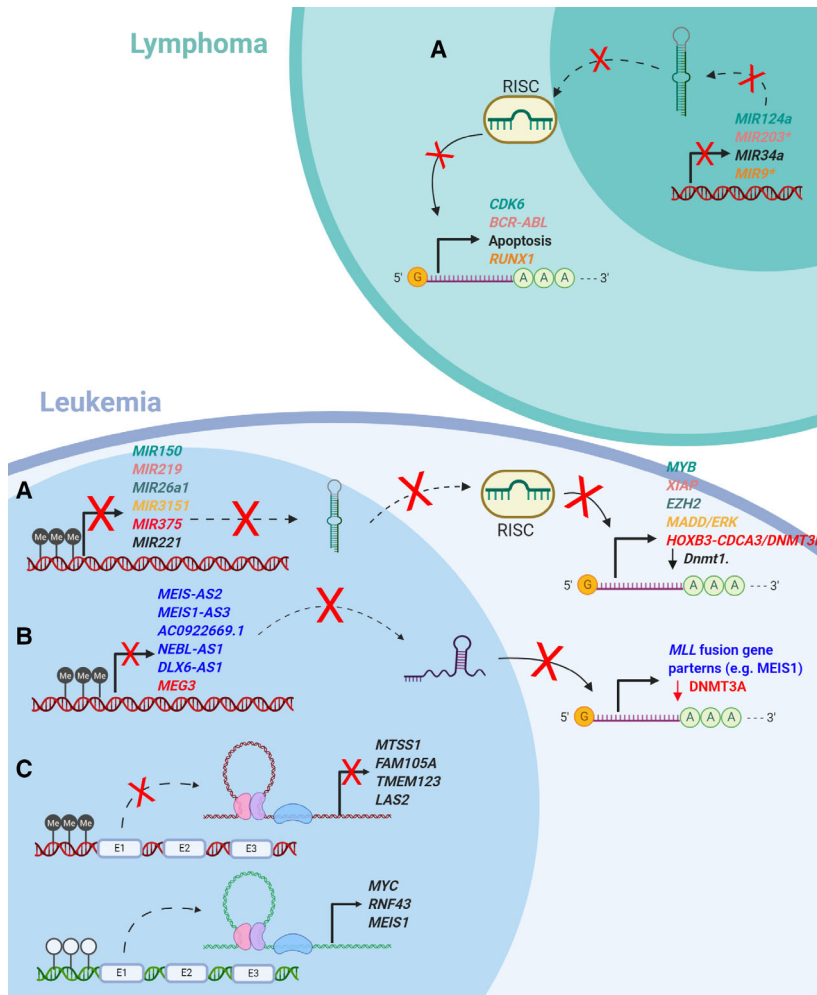 Lymphoma
A
RISC
MIR124a
MIR203*
MIR34a
MIR9*
CDK6
BCR-ABL
Apoptosis
RUNX1
5' G A A A --- 3'
Leukemia
A
MIR150
MIR219
MIR26a1
MIR3151
MIR375
MIR221
Me Me Me
RISC
MYB
XIAP
EZH2
MADD/ERK
HOXB3-CDCA3/DNMT3
Dnmt1.
5' G A A A --- 3'
B
MEIS-AS2
MEIS1-AS3
AC0922669.1
NEBL-AS1
DLX6-AS1
MEG3
Me Me Me
MLL fusion gene
parterns (e.g. MEIS1)
DNMT3A
5' G A A A --- 3'
C
MTSS1
FAM105A
TMEM123
LAS2
Me Me Me
E1 E2 E3
MYC
RNF43
MEIS1
E1 E2 E3